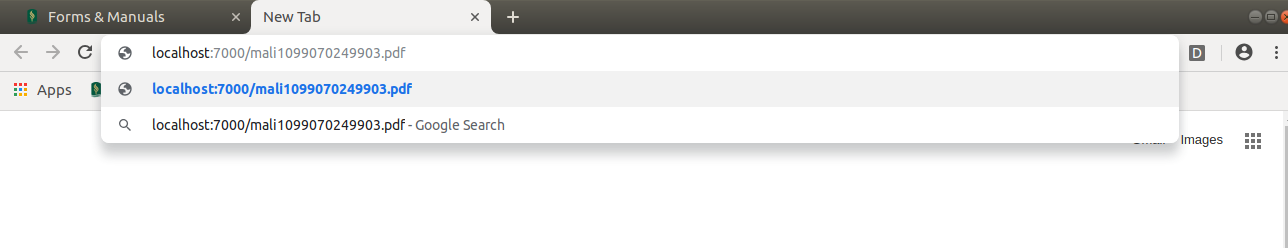 Forms & Manuals
New Tab
localhost:7000/mali1099070249903.pdf
D
Apps
localhost:7000/mali1099070249903.pdf
localhost:7000/mali1099070249903.pdf - Google Search
Images